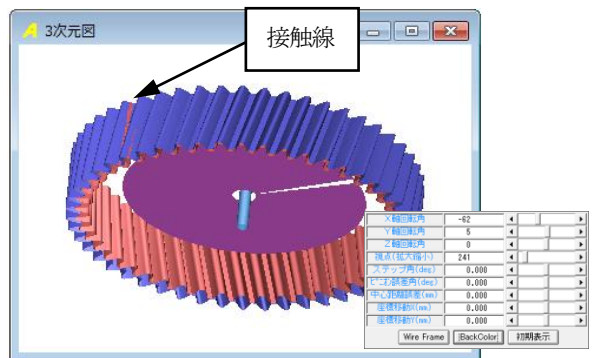 3次元図
接触線
X軸回転角 -62
Y軸回転角 5
Z軸回転角 0
視点(拡大縮小) 241
ステップ角(deg) 0.000
ピニオン誤差角(deg) 0.000
中心距離誤差(mm) 0.000
座標移動X(mm) 0.000
座標移動Y(mm) 0.000
Wire Frame BackColor 初期表示